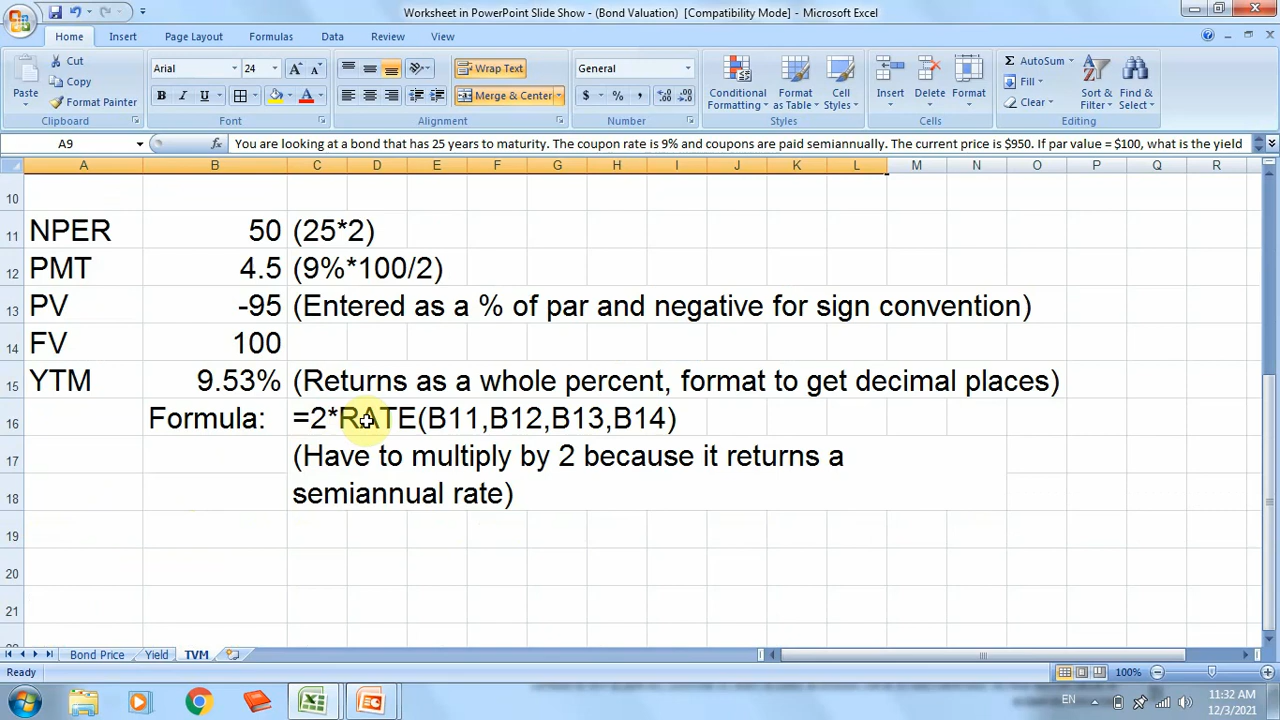 Worksheet in PowerPoint Slide Show - (Bond Valuation) [Compatibility Mode] - Microsoft Excel
Home Insert Page Layout Formulas Data Review View
Paste Cut Copy Format Painter Clipboard
Arial 24 B I U A Font
Wrap Text Merge & Center Alignment
General $ % , Number
Conditional Formatting Format as Table Cell Styles Styles
Insert Delete Format Cells
AutoSum Fill Clear Sort & Filter Find & Select Editing
A9 fx You are looking at a bond that has 25 years to maturity. The coupon rate is 9% and coupons are paid semiannually. The current price is $950. If par value = $100, what is the yield
A B C D E F G H I J K L M N O P Q R
10
11 NPER 50 (25*2)
12 PMT 4.5 (9%*100/2)
13 PV -95 (Entered as a % of par and negative for sign convention)
14 FV 100
15 YTM 9.53% (Returns as a whole percent, format to get decimal places)
16 Formula: =2*RATE(B11,B12,B13,B14)
17 (Have to multiply by 2 because it returns a
18 semiannual rate)
19
20
21
Bond Price Yield TVM
Ready 100%
EN 11:32 AM
12/3/2021